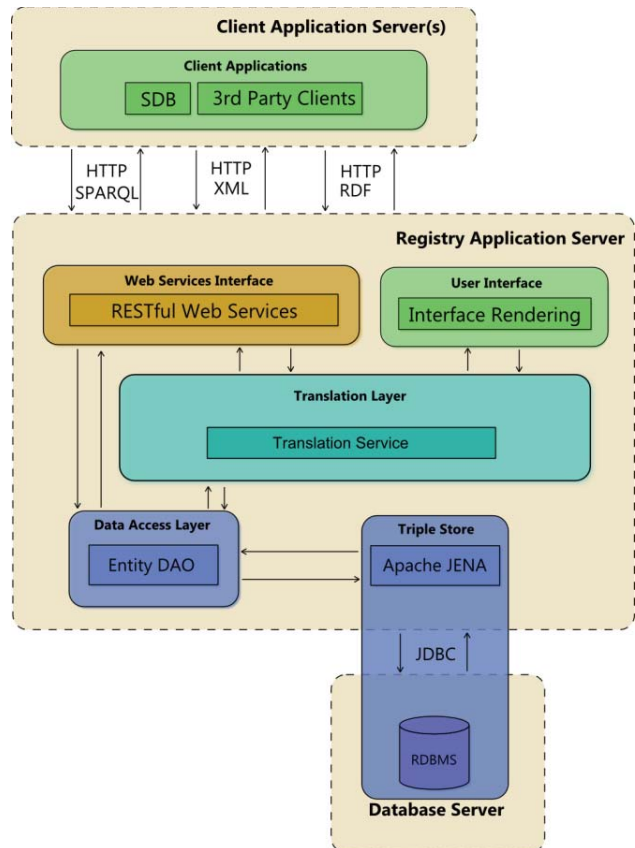 Client Application Server(s)
Client Applications
SDB
3rd Party Clients
HTTP
SPARQL
HTTP
XML
HTTP
RDF
Registry Application Server
Web Services Interface
RESTful Web Services
User Interface
Interface Rendering
Translation Layer
Translation Service
Data Access Layer
Entity DAO
Triple Store
Apache JENA
JDBC
RDBMS
Database Server